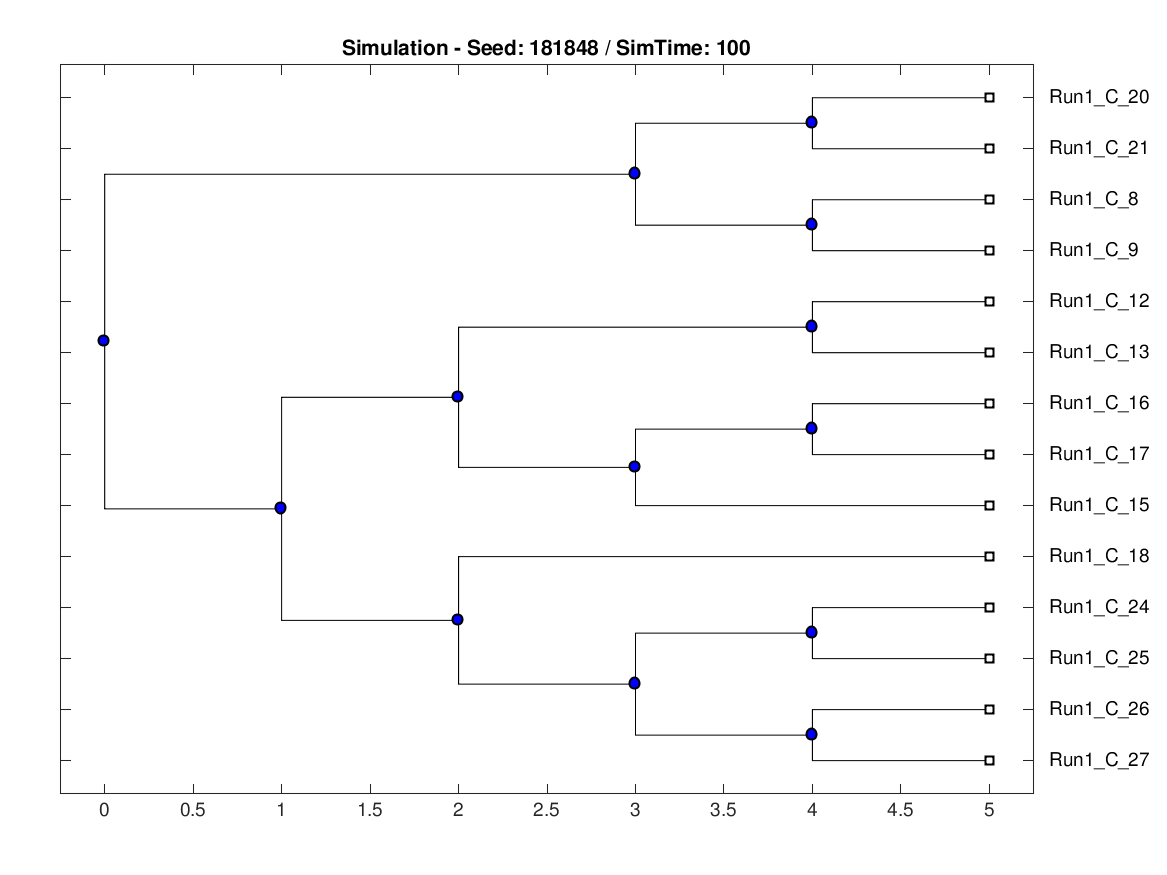 Simulation - Seed: 181848 / SimTime: 100
Run1_C_20
Run1_C_21
Run1_C_8
Run1_C_9
Run1_C_12
Run1_C_13
Run1_C_16
Run1_C_17
Run1_C_15
Run1_C_18
Run1_C_24
Run1_C_25
Run1_C_26
Run1_C_27
0 0.5 1 1.5 2 2.5 3 3.5 4 4.5 5